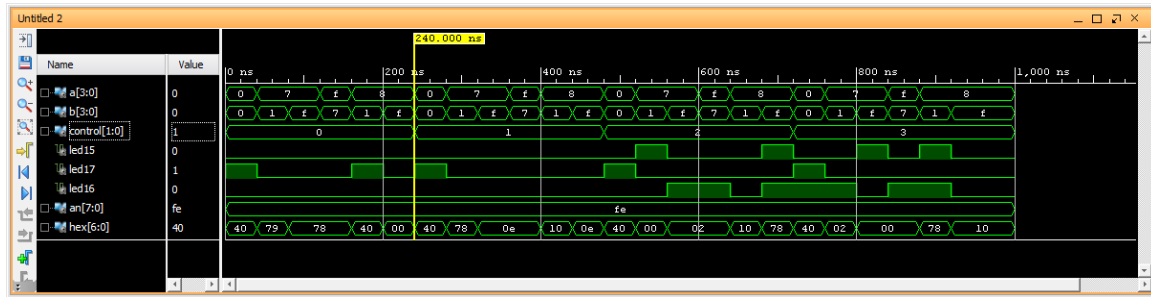 Untitled 2
240.000 ns
Name Value
0 ns 200 ns 400 ns 600 ns 800 ns 1,000 ns
a[3:0] 0 0 7 f 8 0 7 f 8 0 7 f 8 0 7 f 8
b[3:0] 0 0 1 f 7 1 f 0 1 f 7 1 f 0 1 f 7 1 f 0 1 f 7 1 f
control[1:0] 1 0 1 2 3
led15 0
led17 1
led16 0
an[7:0] fe fe
hex[6:0] 40 40 79 78 40 00 40 78 0e 10 0e 40 00 02 10 78 40 02 00 78 10